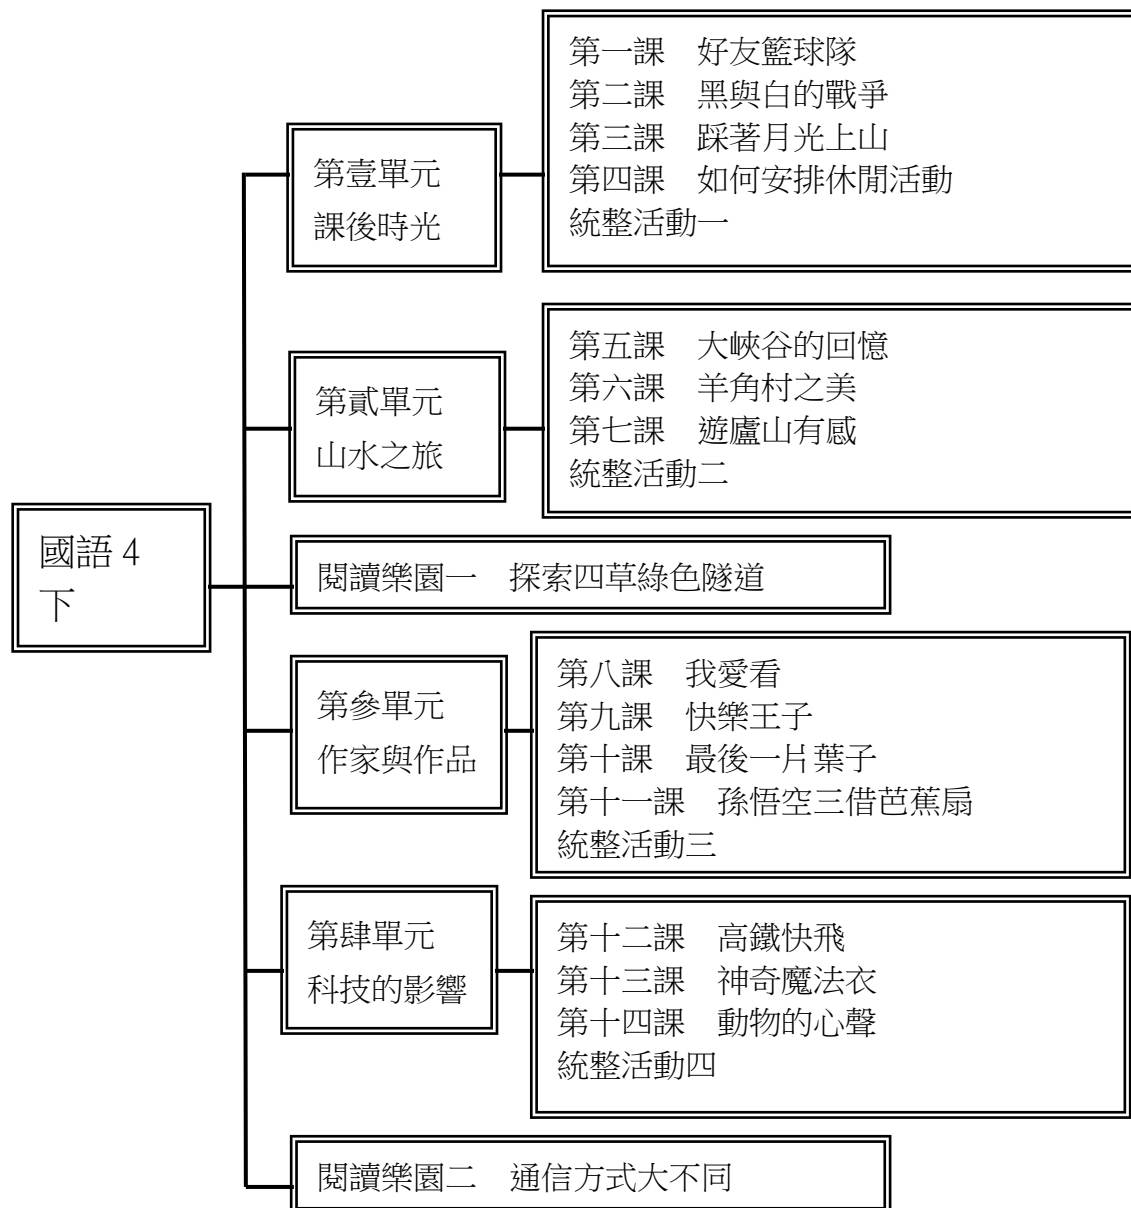 國語 4
下
第壹單元
課後時光
第一課　好友籃球隊
第二課　黑與白的戰爭
第三課　踩著月光上山
第四課　如何安排休閒活動
統整活動一
第貳單元
山水之旅
第五課　大峽谷的回憶
第六課　羊角村之美
第七課　遊廬山有感
統整活動二
閱讀樂園一　探索四草綠色隧道
第參單元
作家與作品
第八課　我愛看
第九課　快樂王子
第十課　最後一片葉子
第十一課　孫悟空三借芭蕉扇
統整活動三
第肆單元
科技的影響
第十二課　高鐵快飛
第十三課　神奇魔法衣
第十四課　動物的心聲
統整活動四
閱讀樂園二　通信方式大不同